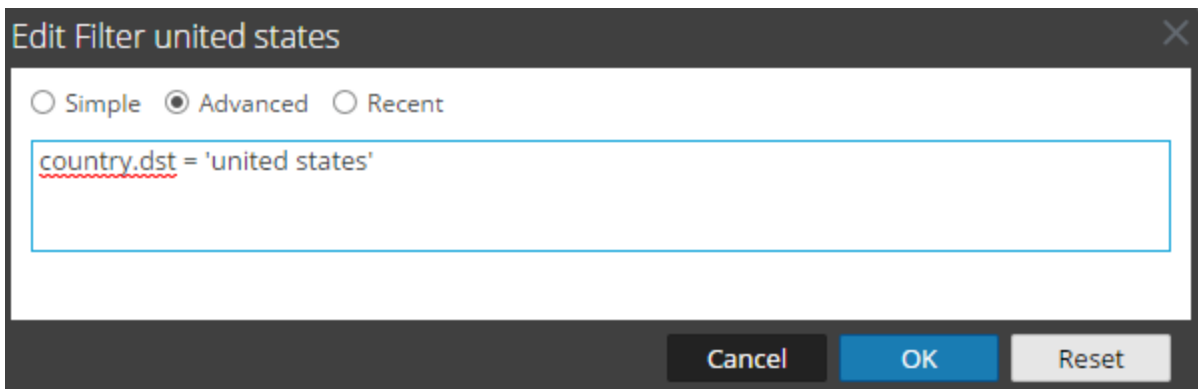 Edit Filter united states
Simple Advanced Recent
country.dst = 'united states'
Cancel OK Reset